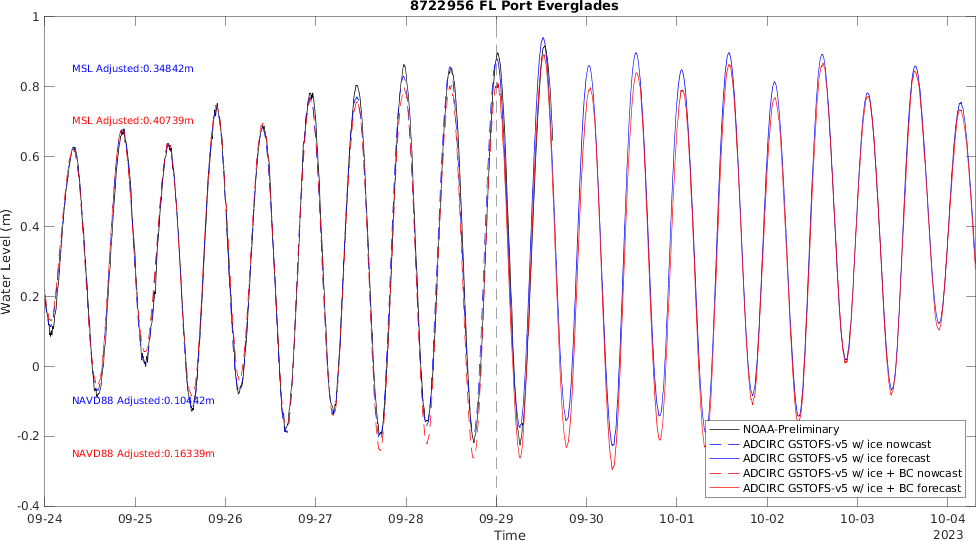 8722956 FL Port Everglades
1
0.8
0.6
0.4
0.2
0
-0.2
-0.4
Water Level (m)
MSL Adjusted:0.34842m
MSL Adjusted:0.40739m
NAVD88 Adjusted:0.10442m
NAVD88 Adjusted:0.16339m
NOAA-Preliminary
ADCIRC GSTOFS-v5 w/ ice nowcast
ADCIRC GSTOFS-v5 w/ ice forecast
ADCIRC GSTOFS-v5 w/ ice + BC nowcast
ADCIRC GSTOFS-v5 w/ ice + BC forecast
09-24 09-25 09-26 09-27 09-28 09-29 09-30 10-01 10-02 10-03 10-04
Time
2023